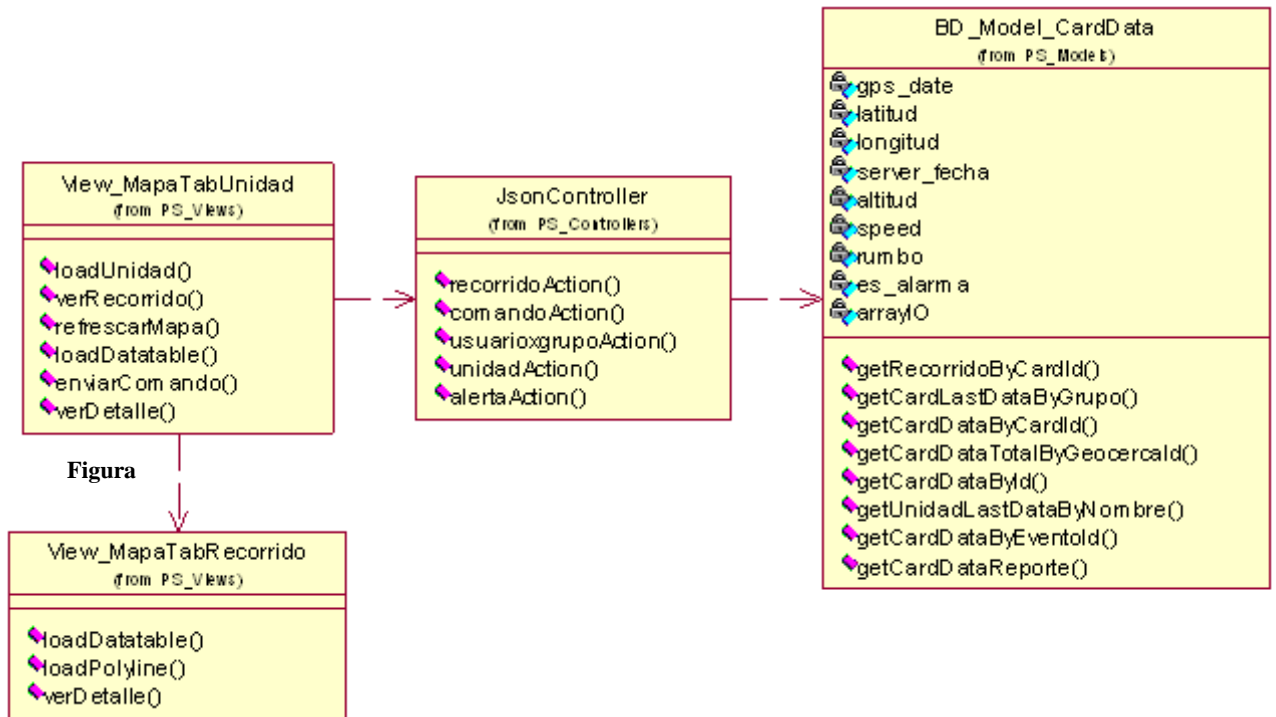 View_MapaTabUnidad
(from PS_Views)
loadUnidad()
verRecorrido()
refrescarMapa()
loadDatatable()
enviarComando()
verDetalle()
Figura
View_MapaTabRecorrido
(from PS_Views)
loadDatatable()
loadPolyline()
verDetalle()
JsonController
(from PS_Controllers)
recorridoAction()
comandoAction()
usuarioxgrupoAction()
unidadAction()
alertaAction()
BD_Model_CardData
(from PS_Models)
gps_date
latitud
longitud
server_fecha
altitud
speed
rumbo
es_alarma
arrayIO
getRecorridoByCardId()
getCardLastDataByGrupo()
getCardDataByCardId()
getCardDataTotalByGeocercaId()
getCardDataById()
getUnidadLastDataByNombre()
getCardDataByEventoId()
getCardDataReporte()